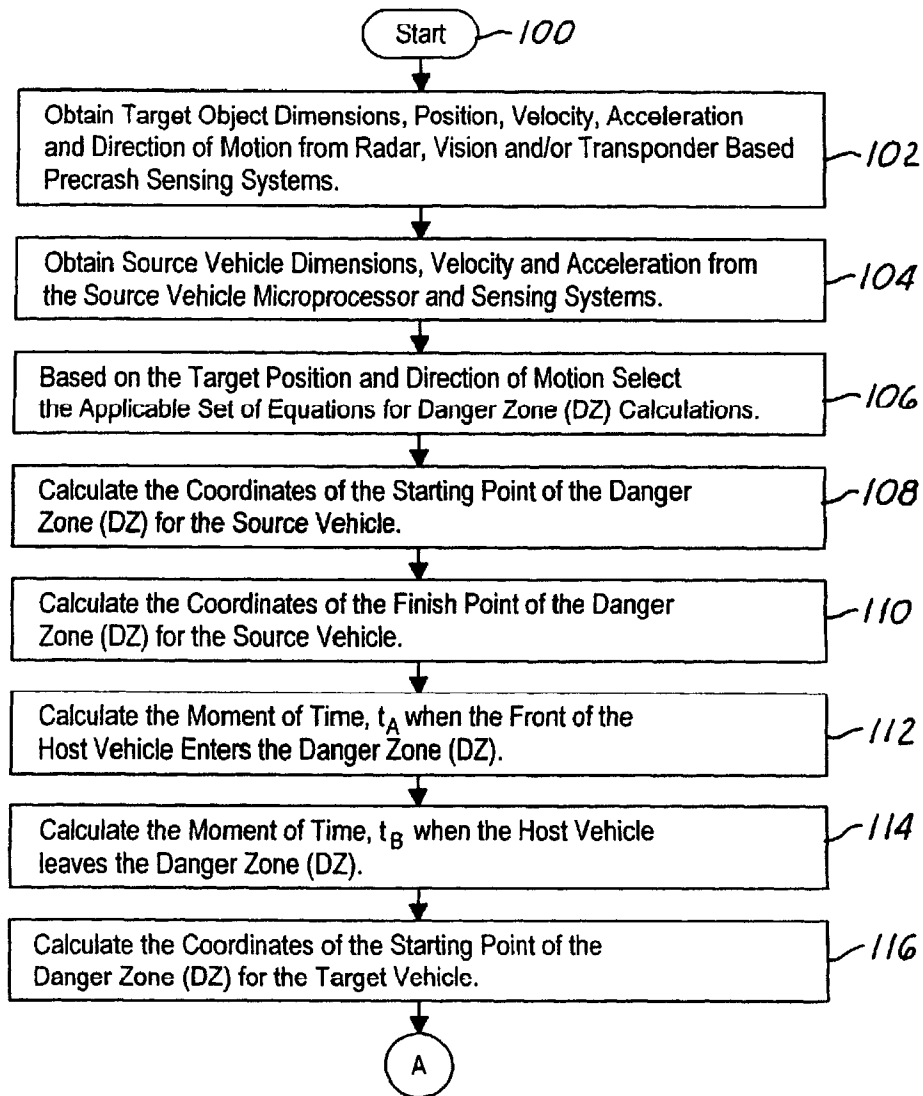 Start
100
Obtain Target Object Dimensions, Position, Velocity, Acceleration
and Direction of Motion from Radar, Vision and/or Transponder Based
Precrash Sensing Systems.
102
Obtain Source Vehicle Dimensions, Velocity and Acceleration from
the Source Vehicle Microprocessor and Sensing Systems.
104
Based on the Target Position and Direction of Motion Select
the Applicable Set of Equations for Danger Zone (DZ) Calculations.
106
Calculate the Coordinates of the Starting Point of the Danger
Zone (DZ) for the Source Vehicle.
108
Calculate the Coordinates of the Finish Point of the Danger
Zone (DZ) for the Source Vehicle.
110
Calculate the Moment of Time, tA when the Front of the
Host Vehicle Enters the Danger Zone (DZ).
112
Calculate the Moment of Time, tB when the Host Vehicle
leaves the Danger Zone (DZ).
114
Calculate the Coordinates of the Starting Point of the
Danger Zone (DZ) for the Target Vehicle.
116
A